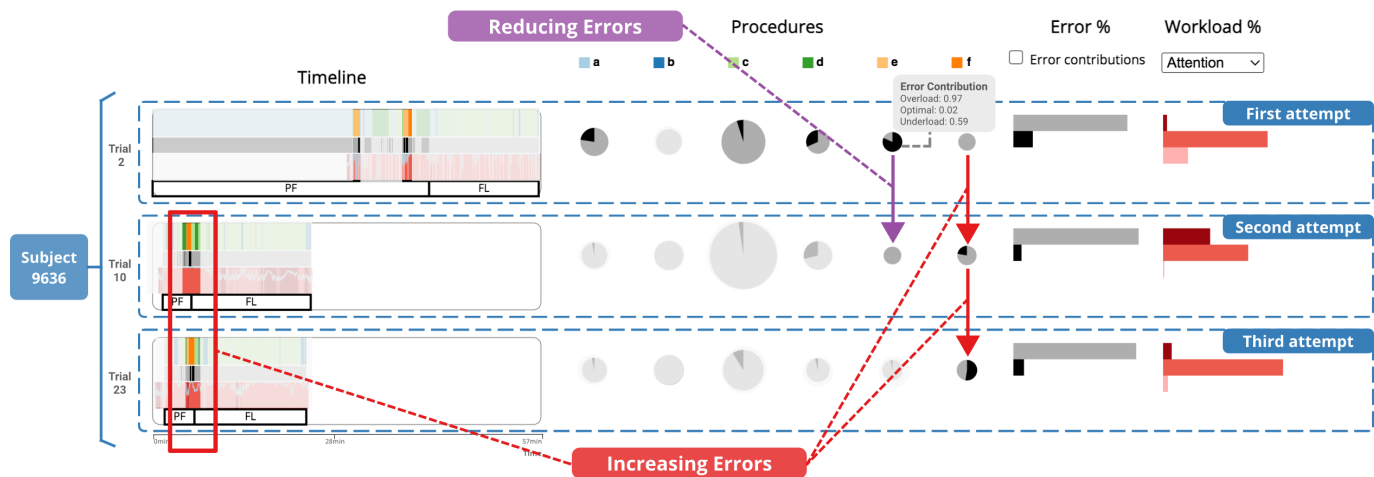 Reducing Errors
Procedures
Error %
Workload %
a
b
c
d
e
f
Error contributions
Attention
Timeline
Error Contribution
Overload: 0.97
Optimal: 0.02
Underload: 0.59
First attempt
Trial
2
PF
FL
Second attempt
Subject
9636
Trial
10
PF
FL
Third attempt
Trial
23
PF
FL
0min
28min
57min
Time
Increasing Errors